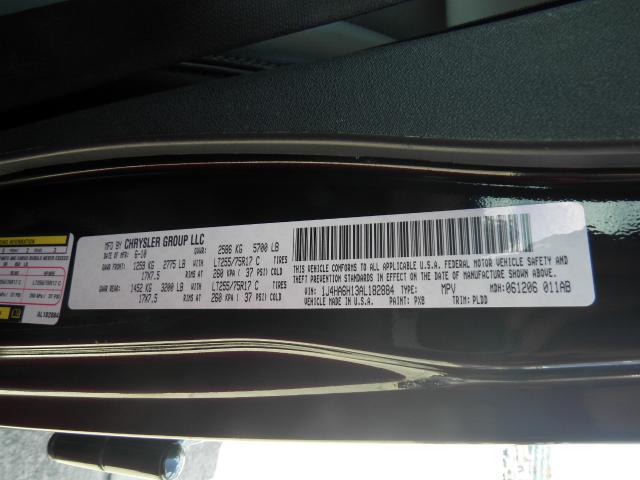 MFD BY CHRYSLER GROUP LLC
DATE OF MFR: 6-10 GVWR: 2586 KG 5700 LB
GAWR FRONT: 1259 KG 2775 LB LT255/75R17 C TIRES
17X7.5 RIMS AT 260 KPA ( 37 PSI) COLD
GAWR REAR: 1452 KG 3200 LB LT255/75R17 C TIRES
17X7.5 RIMS AT 260 KPA ( 37 PSI) COLD
THIS VEHICLE CONFORMS TO ALL APPLICABLE U.S.A. FEDERAL MOTOR VEHICLE SAFETY AND
THEFT PREVENTION STANDARDS IN EFFECT ON THE DATE OF MANUFACTURE SHOWN ABOVE.
VIN: 1J4HA6H13AL182884 TYPE: MPV MDH: 061206 011AB
VEHICLE MADE IN U.S.A. PAINT: PXB TRIM: PLDD
AL182884